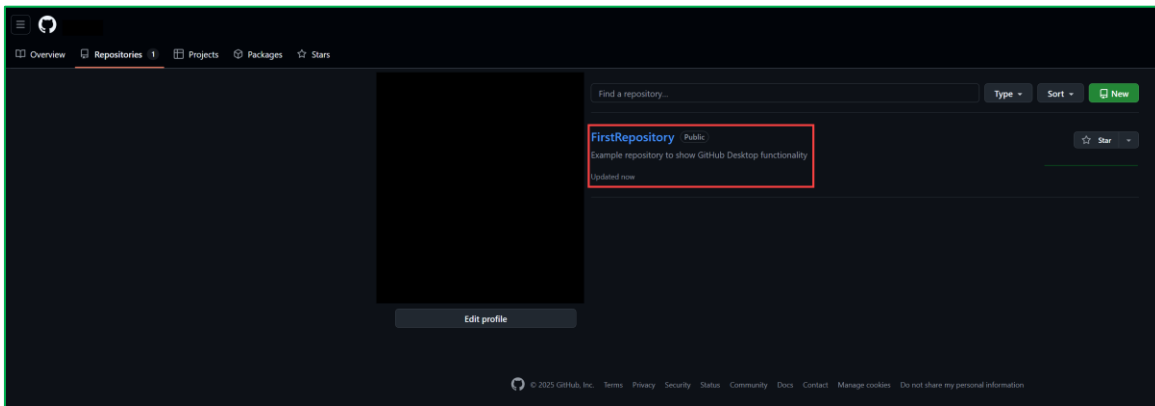 Overview Repositories 1 Projects Packages Stars
Find a repository... Type Sort New
FirstRepository Public Star
Example repository to show GitHub Desktop functionality
Updated now
Edit profile
© 2025 GitHub, Inc. Terms Privacy Security Status Community Docs Contact Manage cookies Do not share my personal information